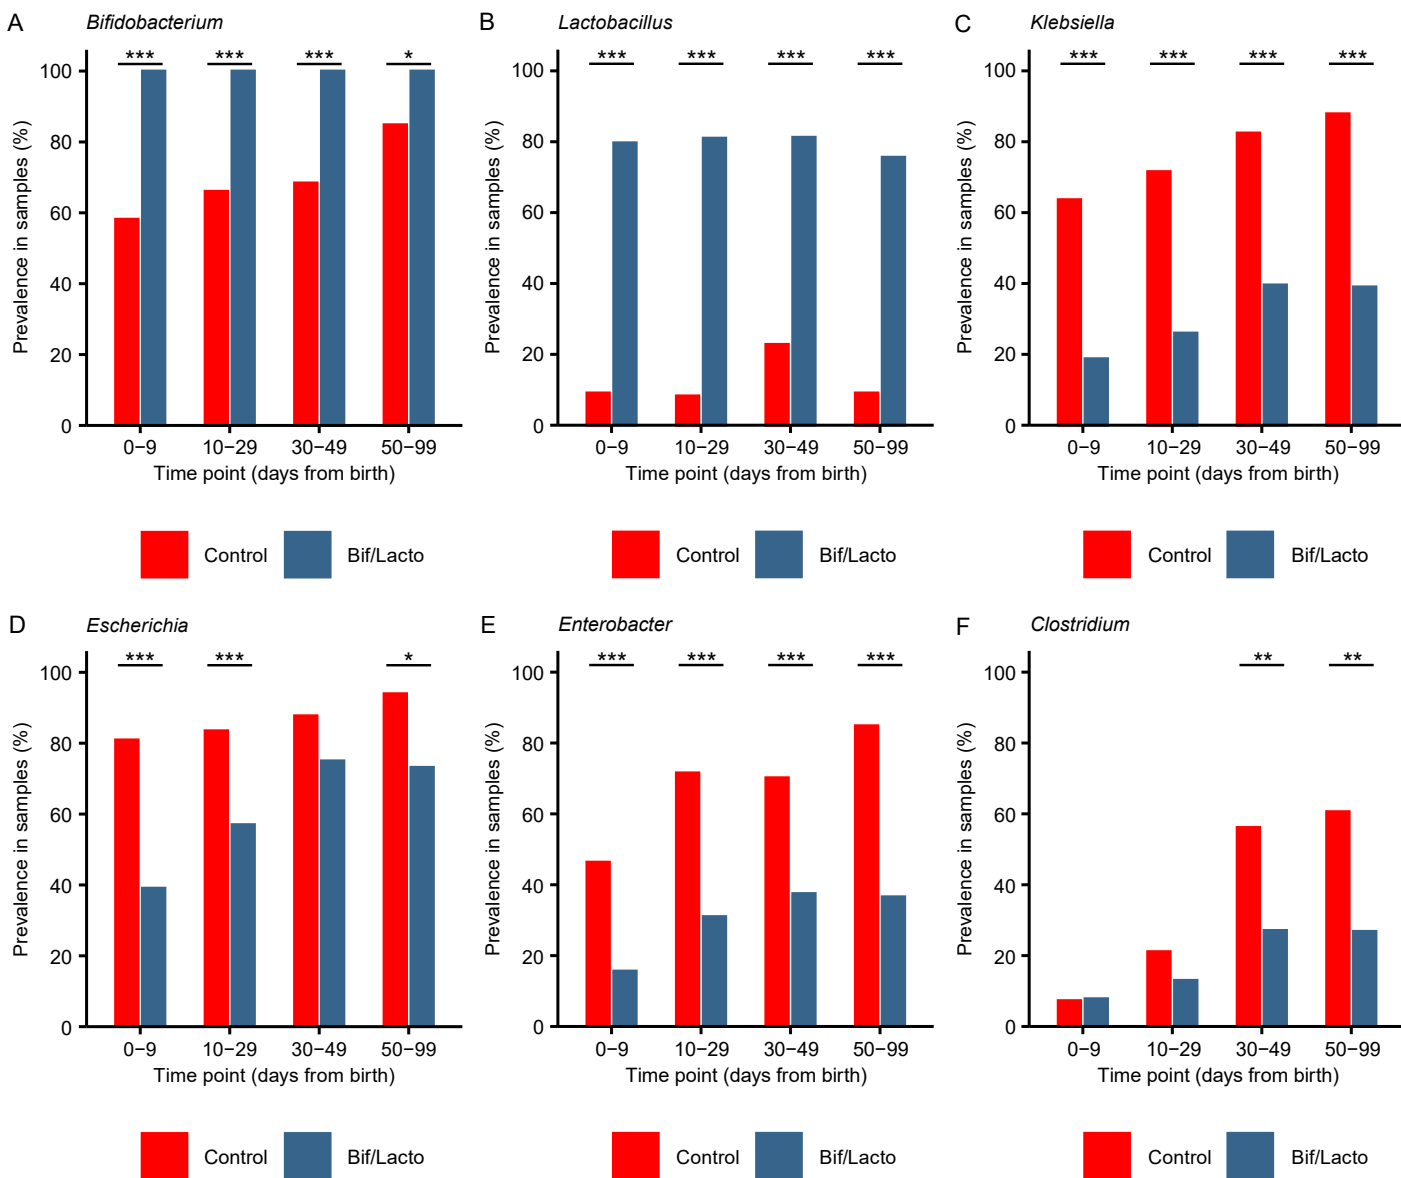 A Bifidobacterium
*** *** *** *
Prevalence in samples (%)
100
80
60
40
20
0
0−9 10−29 30−49 50−99
Time point (days from birth)
Control Bif/Lacto
B Lactobacillus
*** *** *** ***
Prevalence in samples (%)
100
80
60
40
20
0
0−9 10−29 30−49 50−99
Time point (days from birth)
Control Bif/Lacto
C Klebsiella
*** *** *** ***
Prevalence in samples (%)
100
80
60
40
20
0
0−9 10−29 30−49 50−99
Time point (days from birth)
Control Bif/Lacto
D Escherichia
*** *** *
Prevalence in samples (%)
100
80
60
40
20
0
0−9 10−29 30−49 50−99
Time point (days from birth)
Control Bif/Lacto
E Enterobacter
*** *** *** ***
Prevalence in samples (%)
100
80
60
40
20
0
0−9 10−29 30−49 50−99
Time point (days from birth)
Control Bif/Lacto
F Clostridium
** **
Prevalence in samples (%)
100
80
60
40
20
0
0−9 10−29 30−49 50−99
Time point (days from birth)
Control Bif/Lacto